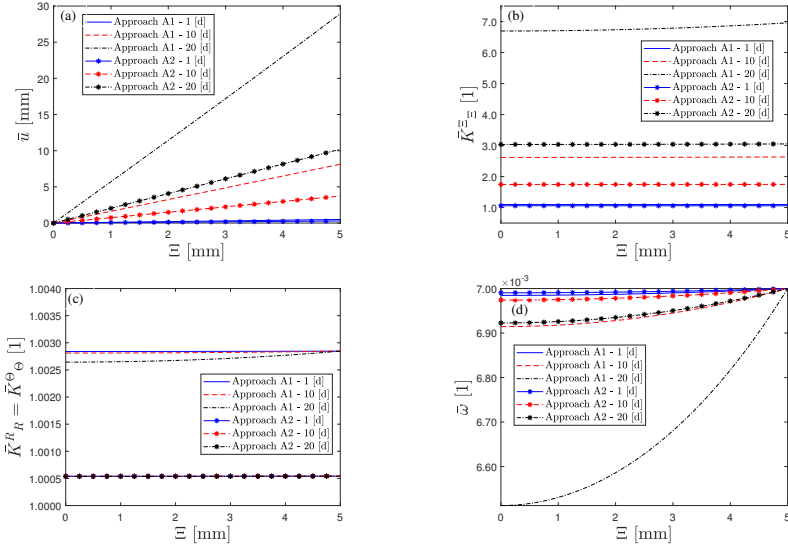 (a)
30
25
20
15
10
5
0
ū [mm]
Approach A1 - 1 [d]
Approach A1 - 10 [d]
Approach A1 - 20 [d]
Approach A2 - 1 [d]
Approach A2 - 10 [d]
Approach A2 - 20 [d]
0 1 2 3 4 5
Ξ [mm]
(b)
7.0
6.0
5.0
4.0
3.0
2.0
1.0
K̄^Ξ_Ξ [1]
Approach A1 - 1 [d]
Approach A1 - 10 [d]
Approach A1 - 20 [d]
Approach A2 - 1 [d]
Approach A2 - 10 [d]
Approach A2 - 20 [d]
0 1 2 3 4 5
Ξ [mm]
(c)
1.0040
1.0035
1.0030
1.0025
1.0020
1.0015
1.0010
1.0005
1.0000
K̄^R_R = K̄^Θ_Θ [1]
Approach A1 - 1 [d]
Approach A1 - 10 [d]
Approach A1 - 20 [d]
Approach A2 - 1 [d]
Approach A2 - 10 [d]
Approach A2 - 20 [d]
0 1 2 3 4 5
Ξ [mm]
×10⁻³
7.00
6.90
6.80
6.70
6.60
(d)
ω̄ [1]
Approach A1 - 1 [d]
Approach A1 - 10 [d]
Approach A1 - 20 [d]
Approach A2 - 1 [d]
Approach A2 - 10 [d]
Approach A2 - 20 [d]
0 1 2 3 4 5
Ξ [mm]